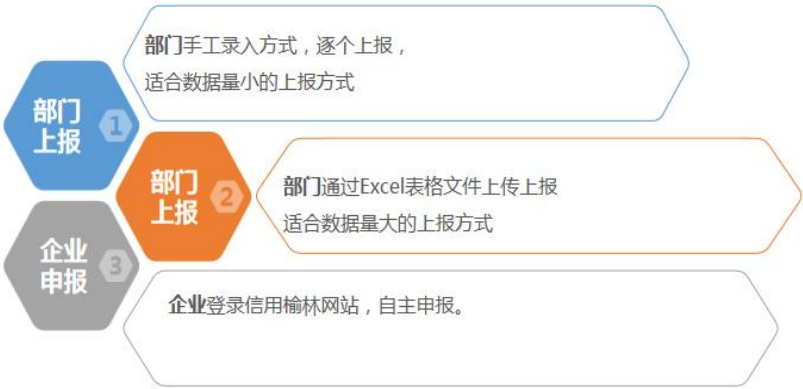 部门手工录入方式，逐个上报，
适合数据量小的上报方式
部门
上报
1
部门
上报
2
部门通过Excel表格文件上传上报
适合数据量大的上报方式
企业
申报
3
企业登录信用榆林网站，自主申报。